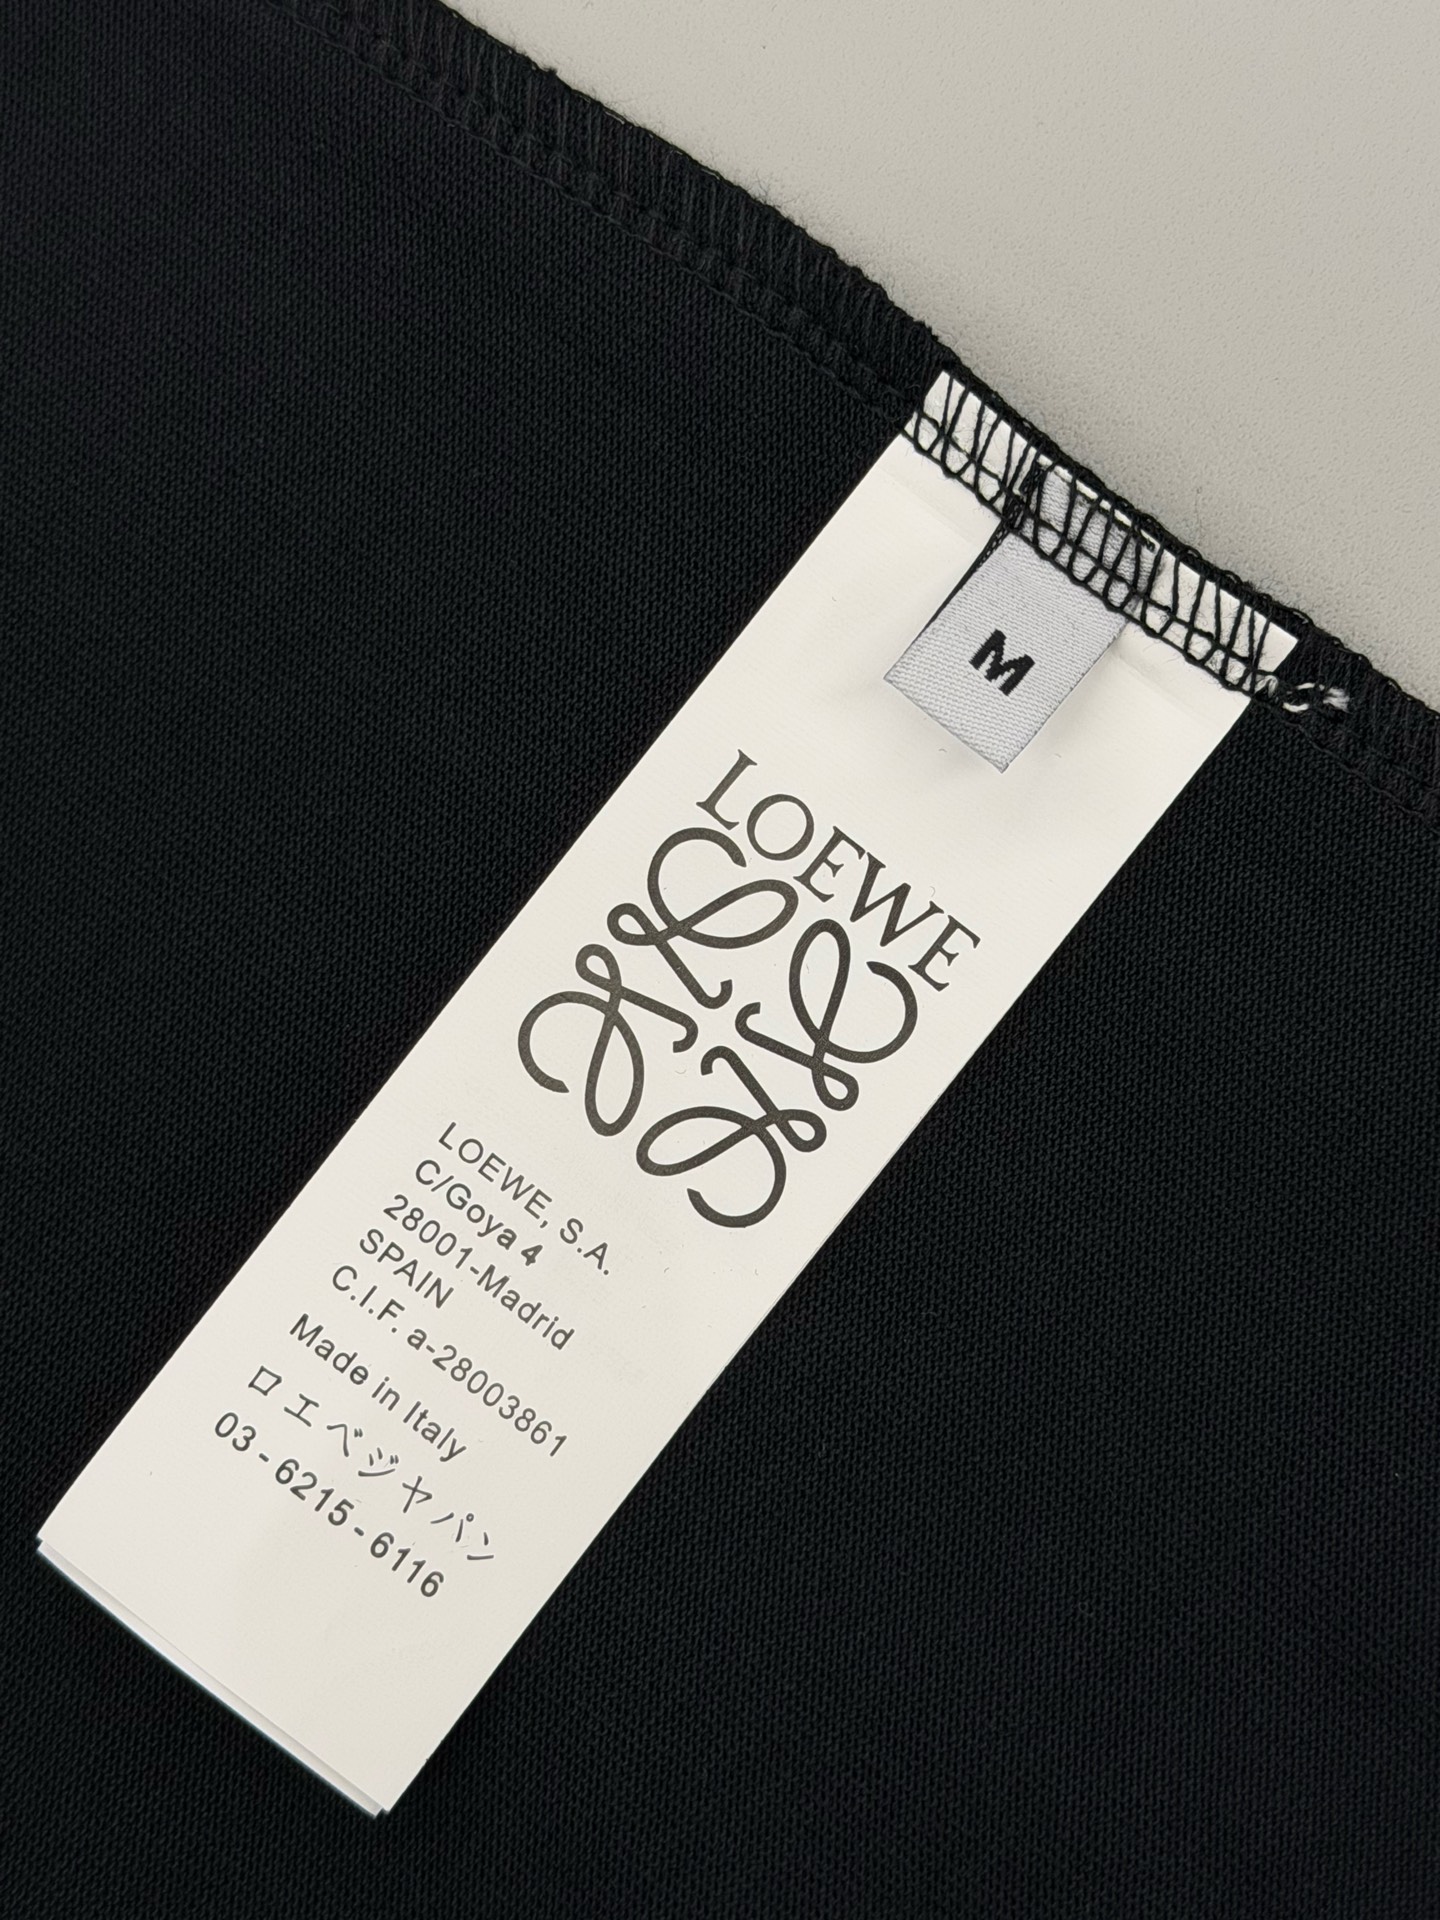 M
LOEWE
LOEWE, S.A.
C/Goya 4
28001-Madrid
SPAIN
C.I.F. a-28003861
Made in Italy
ロエベジャパン
03-6215-6116